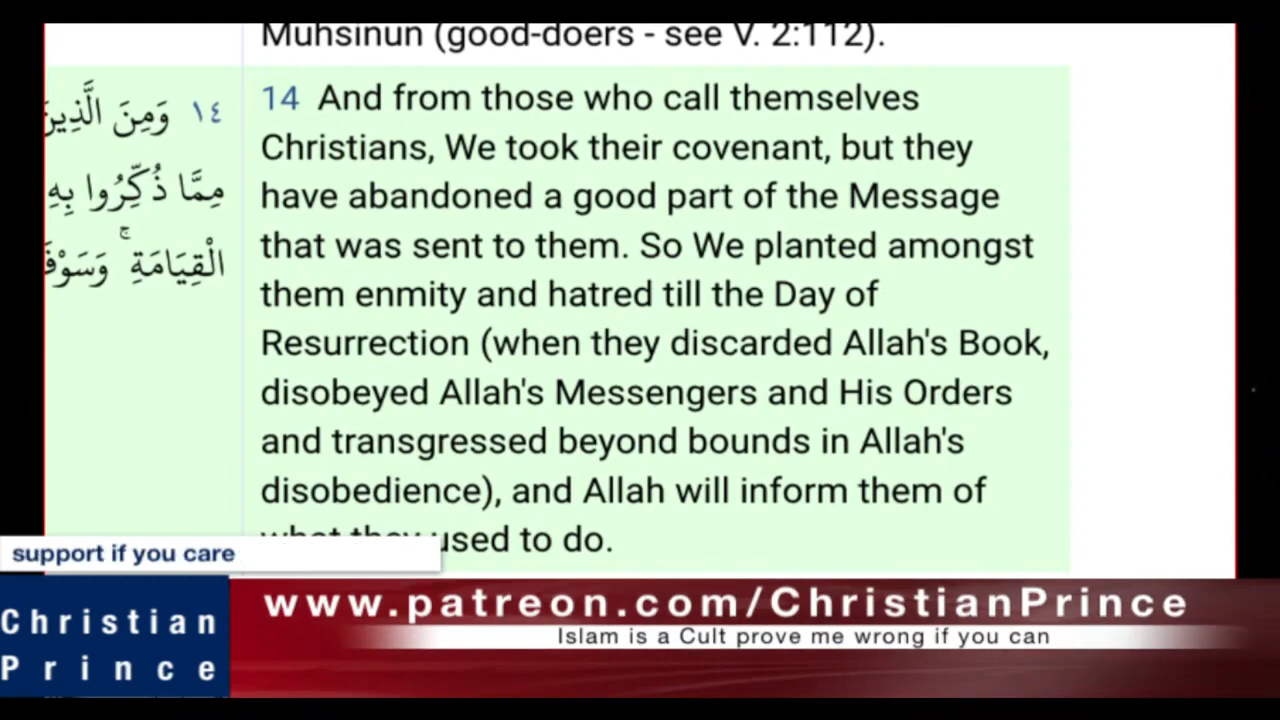 Muhsinun (good-doers - see V. 2:112).
١٤ وَمِنَ الَّذِينَ
مِمَّا ذُكِّرُوا بِهِ
الْقِيَامَةِ ۚ وَسَوْفَ
14 And from those who call themselves
Christians, We took their covenant, but they
have abandoned a good part of the Message
that was sent to them. So We planted amongst
them enmity and hatred till the Day of
Resurrection (when they discarded Allah's Book,
disobeyed Allah's Messengers and His Orders
and transgressed beyond bounds in Allah's
disobedience), and Allah will inform them of
what they used to do.
support if you care
Christian
Prince
www.patreon.com/ChristianPrince
Islam is a Cult prove me wrong if you can